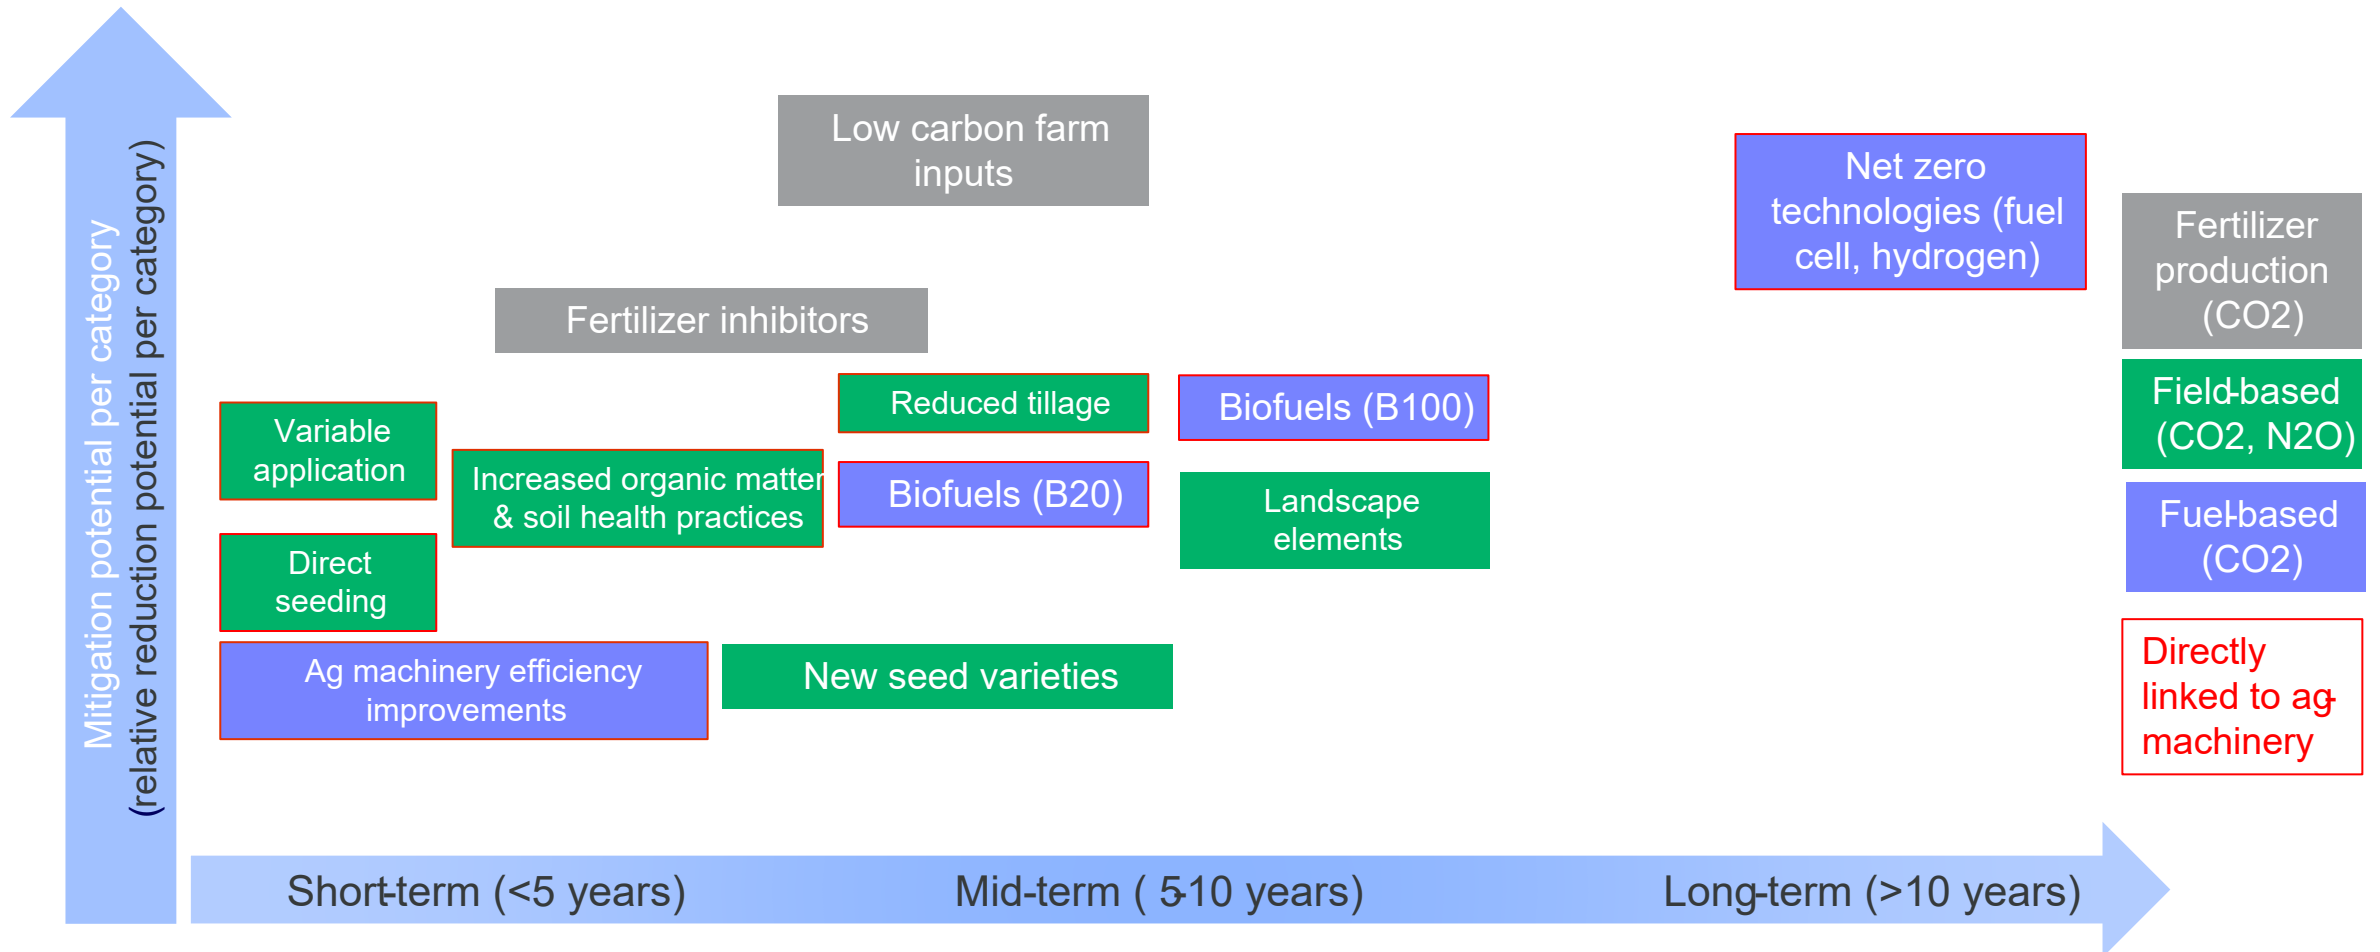 Mitigation potential per category
(relative reduction potential per category)
Low carbon farm
inputs
Net zero
technologies (fuel
cell, hydrogen)
Fertilizer
production
(CO2)
Fertilizer inhibitors
Reduced tillage
Biofuels (B100)
Field-based
(CO2, N2O)
Variable
application
Increased organic matter
& soil health practices
Biofuels (B20)
Landscape
elements
Fuel-based
(CO2)
Direct
seeding
Ag machinery efficiency
improvements
New seed varieties
Directly
linked to ag-
machinery
Short-term (<5 years)
Mid-term ( 5-10 years)
Long-term (>10 years)